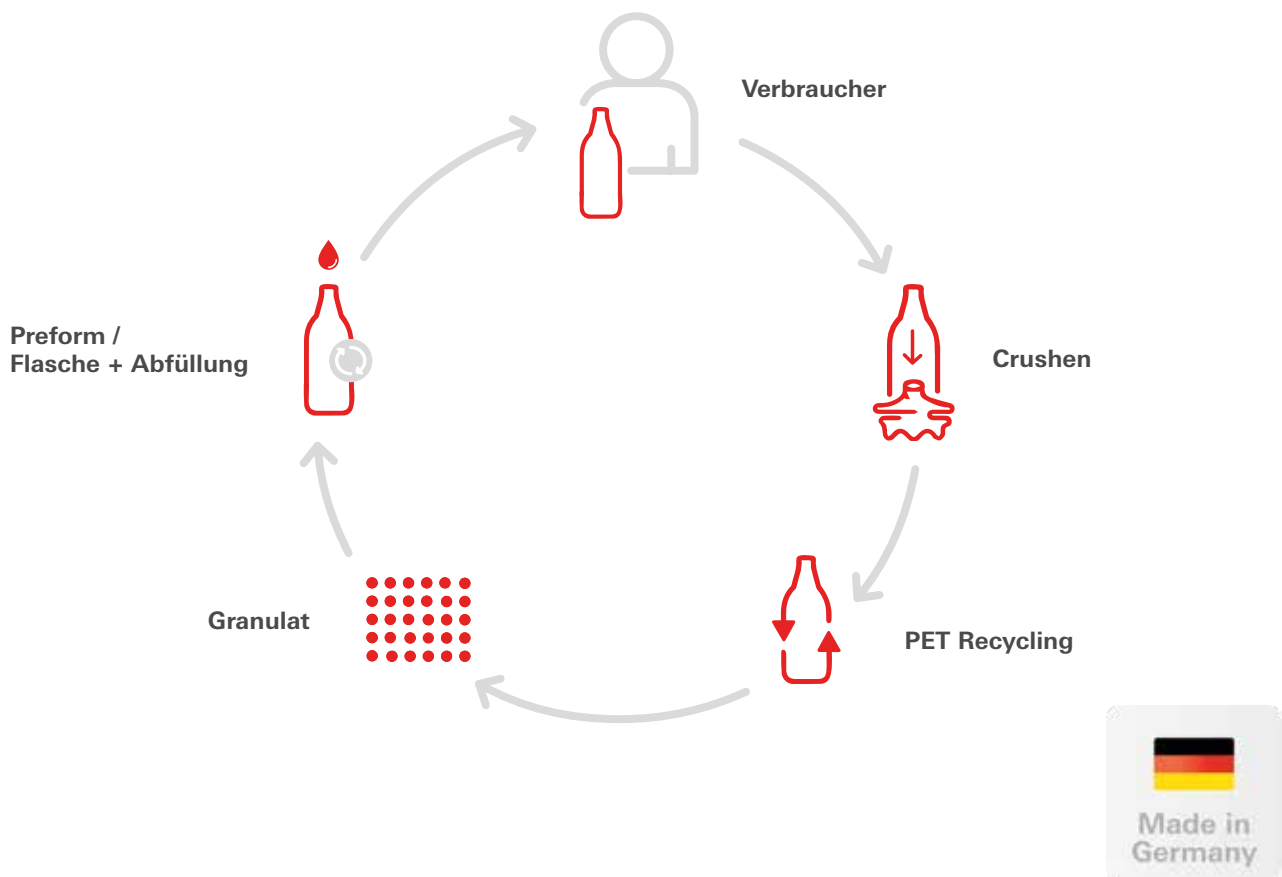 Verbraucher
Preform /
Flasche + Abfüllung
Crushen
Granulat
PET Recycling
Made in
Germany